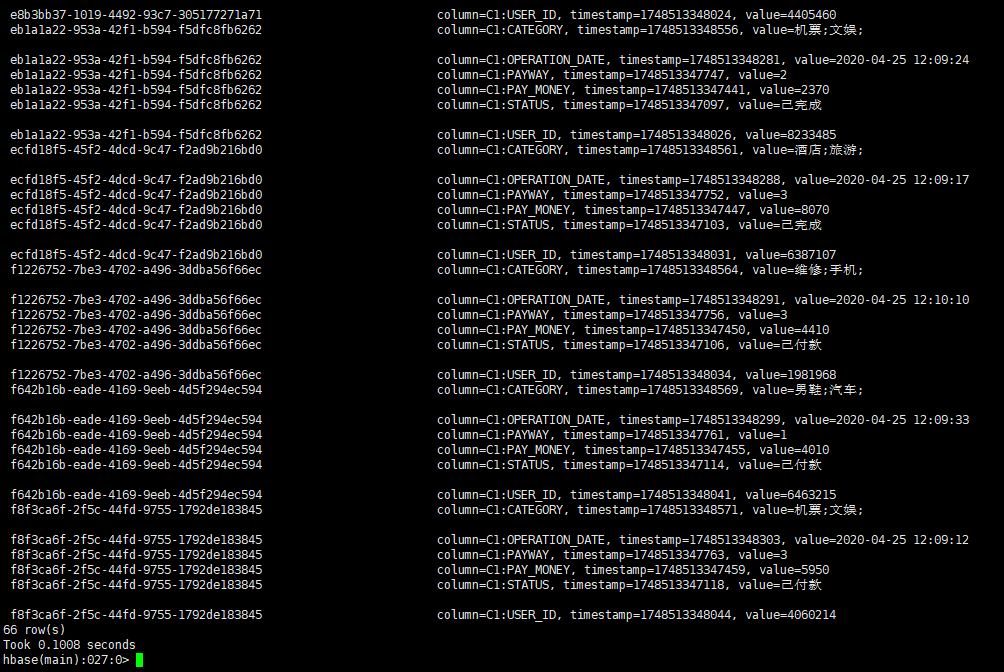 e8b3bb37-1019-4492-93c7-305177271a71 column=C1:USER_ID, timestamp=1748513348024, value=4405460
eb1a1a22-953a-42f1-b594-f5dfc8fb6262 column=C1:CATEGORY, timestamp=1748513348556, value=机票;文娱;
eb1a1a22-953a-42f1-b594-f5dfc8fb6262 column=C1:OPERATION_DATE, timestamp=1748513348281, value=2020-04-25 12:09:24
eb1a1a22-953a-42f1-b594-f5dfc8fb6262 column=C1:PAYWAY, timestamp=1748513347747, value=2
eb1a1a22-953a-42f1-b594-f5dfc8fb6262 column=C1:PAY_MONEY, timestamp=1748513347441, value=2370
eb1a1a22-953a-42f1-b594-f5dfc8fb6262 column=C1:STATUS, timestamp=1748513347097, value=已完成
eb1a1a22-953a-42f1-b594-f5dfc8fb6262 column=C1:USER_ID, timestamp=1748513348026, value=8233485
ecfd18f5-45f2-4dcd-9c47-f2ad9b216bd0 column=C1:CATEGORY, timestamp=1748513348561, value=酒店;旅游;
ecfd18f5-45f2-4dcd-9c47-f2ad9b216bd0 column=C1:OPERATION_DATE, timestamp=1748513348288, value=2020-04-25 12:09:17
ecfd18f5-45f2-4dcd-9c47-f2ad9b216bd0 column=C1:PAYWAY, timestamp=1748513347752, value=3
ecfd18f5-45f2-4dcd-9c47-f2ad9b216bd0 column=C1:PAY_MONEY, timestamp=1748513347447, value=8070
ecfd18f5-45f2-4dcd-9c47-f2ad9b216bd0 column=C1:STATUS, timestamp=1748513347103, value=已完成
ecfd18f5-45f2-4dcd-9c47-f2ad9b216bd0 column=C1:USER_ID, timestamp=1748513348031, value=6387107
f1226752-7be3-4702-a496-3ddba56f66ec column=C1:CATEGORY, timestamp=1748513348564, value=维修;手机;
f1226752-7be3-4702-a496-3ddba56f66ec column=C1:OPERATION_DATE, timestamp=1748513348291, value=2020-04-25 12:10:10
f1226752-7be3-4702-a496-3ddba56f66ec column=C1:PAYWAY, timestamp=1748513347756, value=3
f1226752-7be3-4702-a496-3ddba56f66ec column=C1:PAY_MONEY, timestamp=1748513347450, value=4410
f1226752-7be3-4702-a496-3ddba56f66ec column=C1:STATUS, timestamp=1748513347106, value=已付款
f1226752-7be3-4702-a496-3ddba56f66ec column=C1:USER_ID, timestamp=1748513348034, value=1981968
f642b16b-eade-4169-9eeb-4d5f294ec594 column=C1:CATEGORY, timestamp=1748513348569, value=男鞋;汽车;
f642b16b-eade-4169-9eeb-4d5f294ec594 column=C1:OPERATION_DATE, timestamp=1748513348299, value=2020-04-25 12:09:33
f642b16b-eade-4169-9eeb-4d5f294ec594 column=C1:PAYWAY, timestamp=1748513347761, value=1
f642b16b-eade-4169-9eeb-4d5f294ec594 column=C1:PAY_MONEY, timestamp=1748513347455, value=4010
f642b16b-eade-4169-9eeb-4d5f294ec594 column=C1:STATUS, timestamp=1748513347114, value=已付款
f642b16b-eade-4169-9eeb-4d5f294ec594 column=C1:USER_ID, timestamp=1748513348041, value=6463215
f8f3ca6f-2f5c-44fd-9755-1792de183845 column=C1:CATEGORY, timestamp=1748513348571, value=机票;文娱;
f8f3ca6f-2f5c-44fd-9755-1792de183845 column=C1:OPERATION_DATE, timestamp=1748513348303, value=2020-04-25 12:09:12
f8f3ca6f-2f5c-44fd-9755-1792de183845 column=C1:PAYWAY, timestamp=1748513347763, value=3
f8f3ca6f-2f5c-44fd-9755-1792de183845 column=C1:PAY_MONEY, timestamp=1748513347459, value=5950
f8f3ca6f-2f5c-44fd-9755-1792de183845 column=C1:STATUS, timestamp=1748513347118, value=已付款
f8f3ca6f-2f5c-44fd-9755-1792de183845 column=C1:USER_ID, timestamp=1748513348044, value=4060214
66 row(s)
Took 0.1008 seconds
hbase(main):027:0>